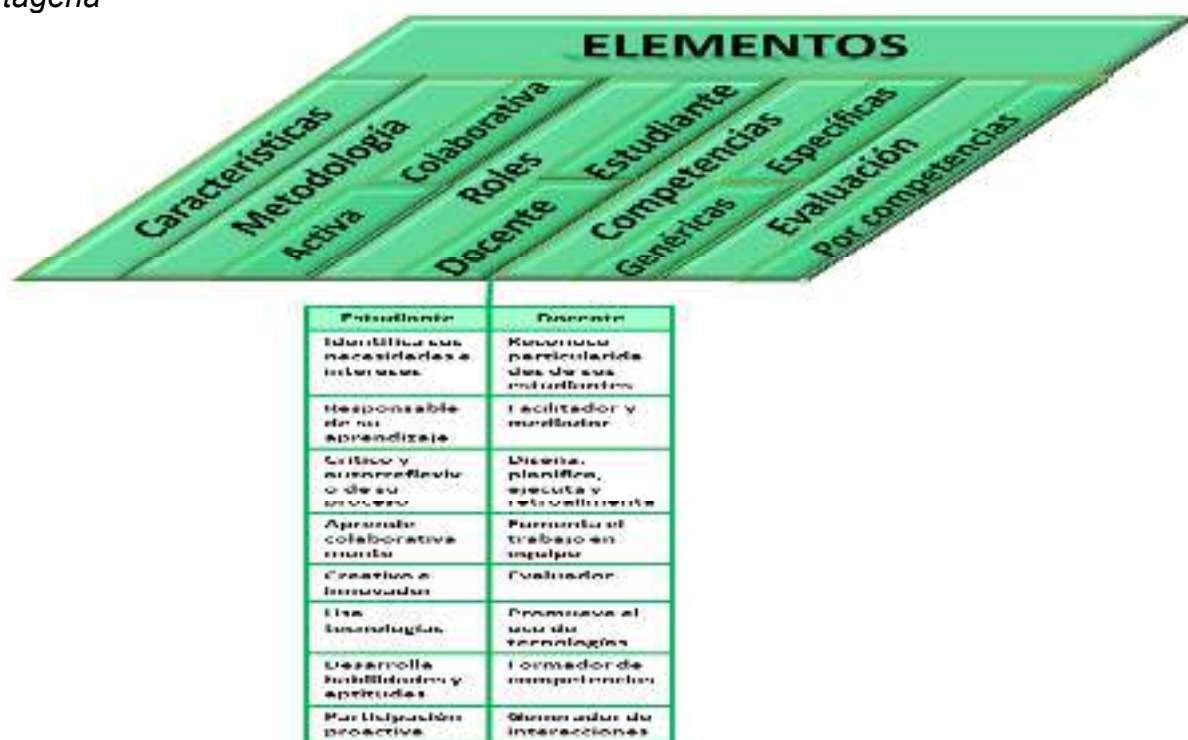 tagena
ELEMENTOS
Características
Metodología
Activa
Colaborativa
Roles
Docente
Estudiante
Competencias
Genéricas
Específicas
Evaluación
Por competencias
Estudiante
Docente
Identifica sus
necesidades e
intereses
Reconoce
particularida
des de sus
estudiantes
Responsable
de su
aprendizaje
Facilitador y
mediador
Crítico y
autorreflexiv
o de su
proceso
Diseña,
planifica,
ejecuta y
retroalimenta
Aprende
colaborativa
mente
Fomenta el
trabajo en
equipo
Creativo e
innovador
Evaluador
Usa
tecnologías
Promueve el
uso de
tecnologías
Desarrolla
habilidades y
aptitudes
Formador de
competencias
Participación
proactiva
Generador de
interacciones